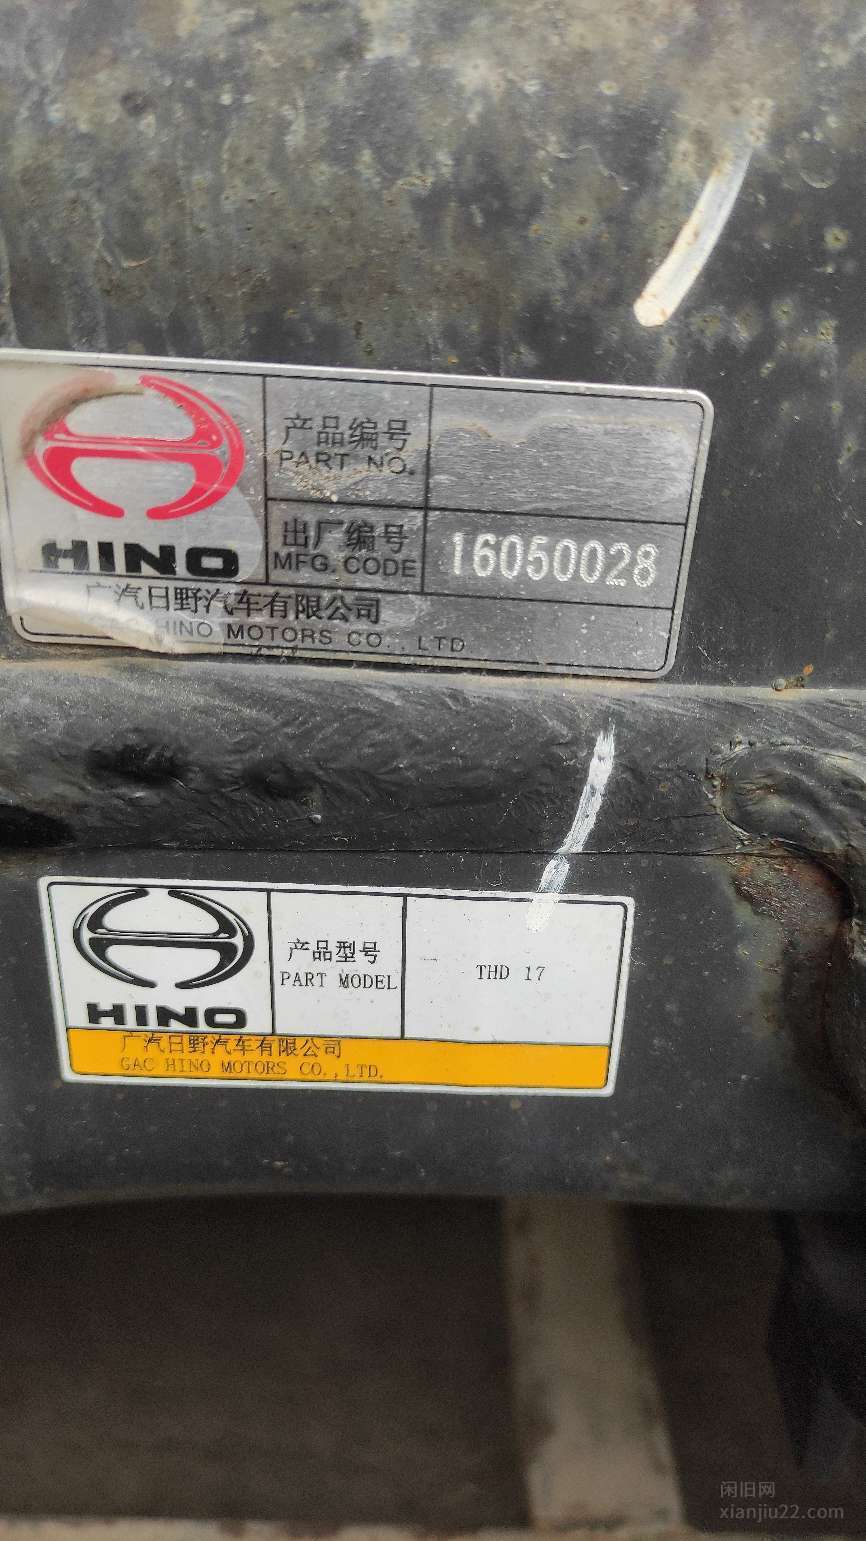 产品编号
PART NO.
出厂编号
MFG.CODE
16050028
HINO
广汽日野汽车有限公司
GAC HINO MOTORS CO.,LTD
产品型号
PART MODEL
THD 17
HINO
广汽日野汽车有限公司
GAC HINO MOTORS CO.,LTD.
闲旧网
xianjiu22.com